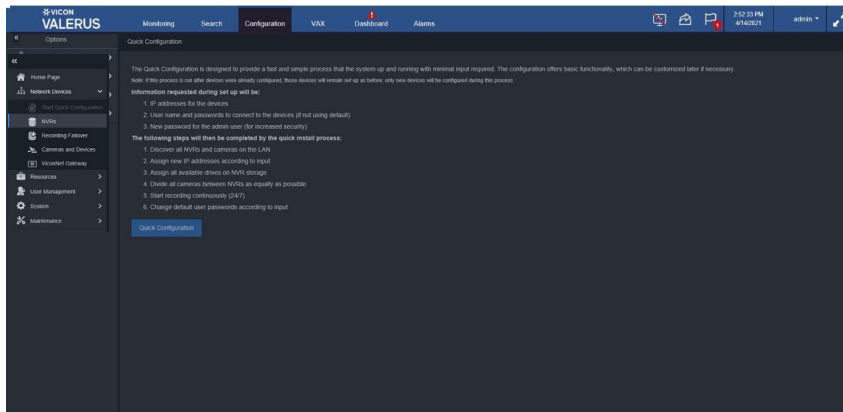 VICON
VALERUS
Monitoring
Search
Configuration
VAX
Dashboard
Alarms
1
2:52:33 PM
4/14/2021
admin
Options
Quick Configuration
Home Page
Network Devices
Start Quick Configuration
NVRs
Recording Failover
Cameras and Devices
ViconNet Gateway
Resources
User Management
System
Maintenance
The Quick Configuration is designed to provide a fast and simple process that the system up and running with minimal input required. The configuration offers basic functionality, which can be customized later if necessary
Note: If this process is run after devices were already configured, those devices will remain set up as before; only new devices will be configured during this process.
Information requested during set up will be:
1. IP addresses for the devices
2. User name and passwords to connect to the devices (if not using default)
3. New password for the admin user (for increased security)
The following steps will then be completed by the quick install process:
1. Discover all NVRs and cameras on the LAN
2. Assign new IP addresses according to input
3. Assign all available drives on NVR storage
4. Divide all cameras between NVRs as equally as possible
5. Start recording continuously (24/7)
6. Change default user passwords according to input
Quick Configuration